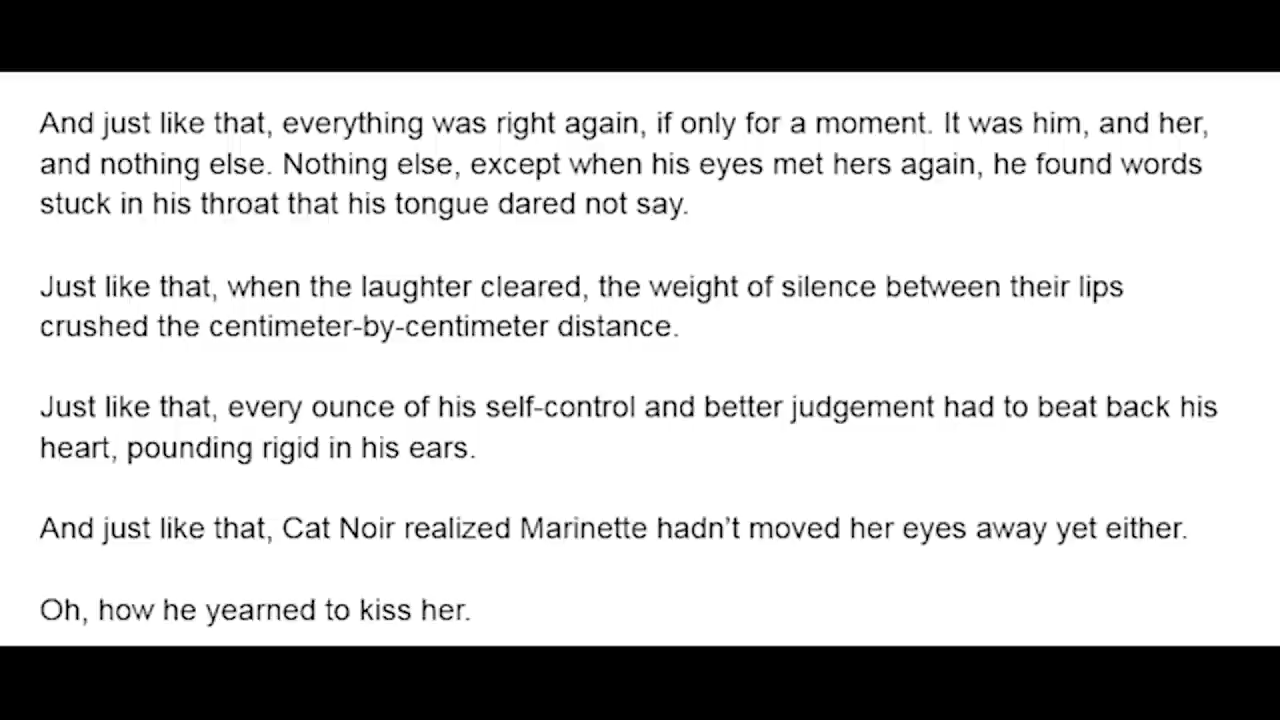 And just like that, everything was right again, if only for a moment. It was him, and her,
and nothing else. Nothing else, except when his eyes met hers again, he found words
stuck in his throat that his tongue dared not say.
Just like that, when the laughter cleared, the weight of silence between their lips
crushed the centimeter-by-centimeter distance.
Just like that, every ounce of his self-control and better judgement had to beat back his
heart, pounding rigid in his ears.
And just like that, Cat Noir realized Marinette hadn’t moved her eyes away yet either.
Oh, how he yearned to kiss her.